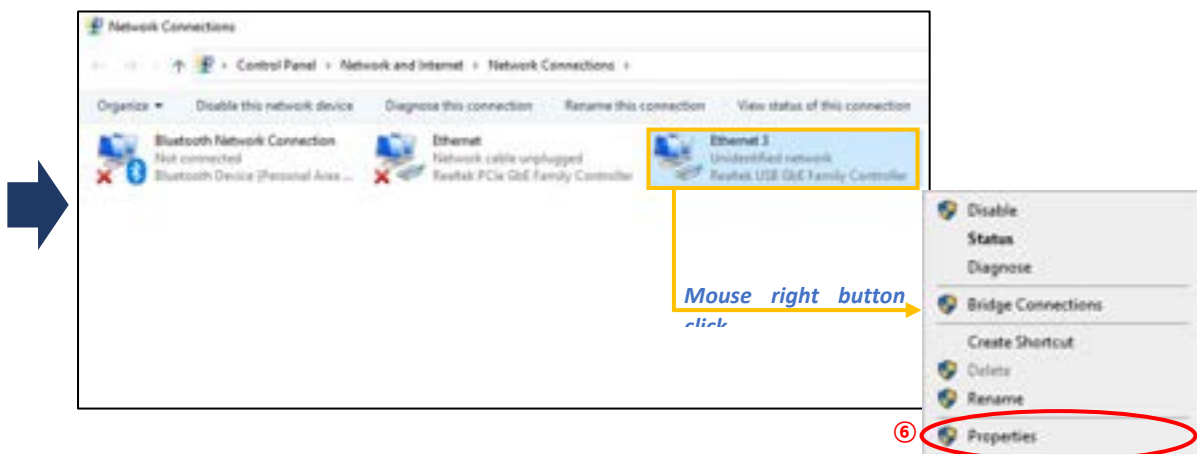 Network Connections
Control Panel › Network and Internet › Network Connections ›
Organize Disable this network device Diagnose this connection Rename this connection View status of this connection
Bluetooth Network Connection
Not connected
Bluetooth Device (Personal Area ...
Ethernet
Network cable unplugged
Realtek PCIe GbE Family Controller
Ethernet 3
Unidentified network
Realtek USB GbE Family Controller
Mouse right button
click
Disable
Status
Diagnose
Bridge Connections
Create Shortcut
Delete
Rename
⑥ Properties